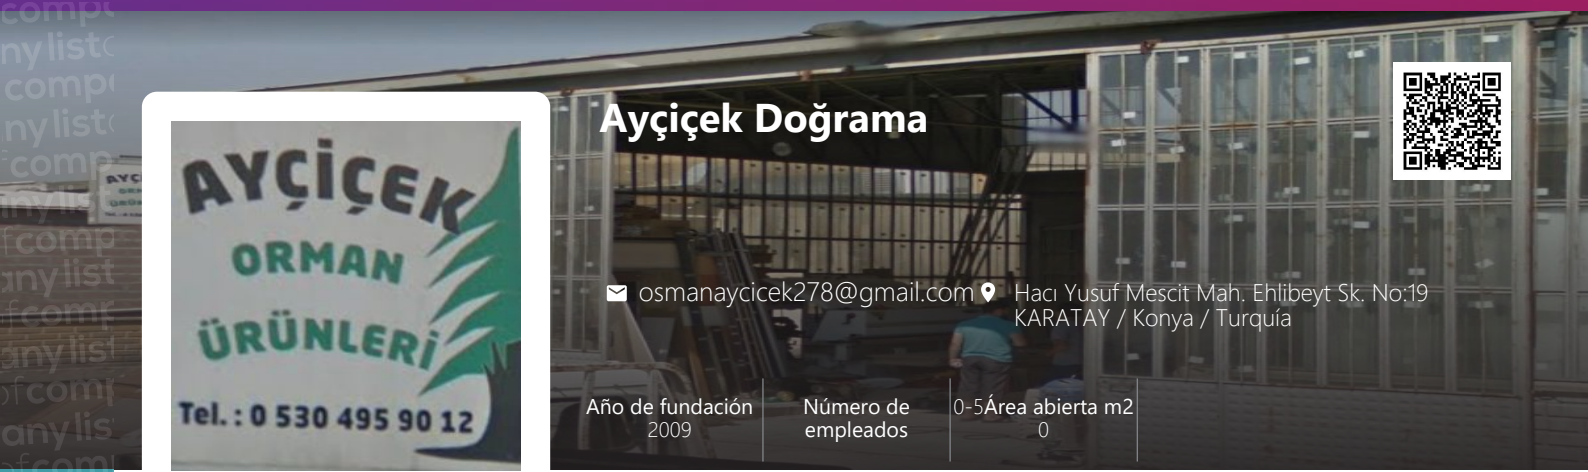 Ayçiçek Doğrama
AYÇİÇEK
ORMAN
ÜRÜNLERİ
Tel. : 0 530 495 90 12
osmanaycicek278@gmail.com
Hacı Yusuf Mescit Mah. Ehlibeyt Sk. No:19
KARATAY / Konya / Turquía
Año de fundación
2009
Número de
empleados
0-5
Área abierta m2
0